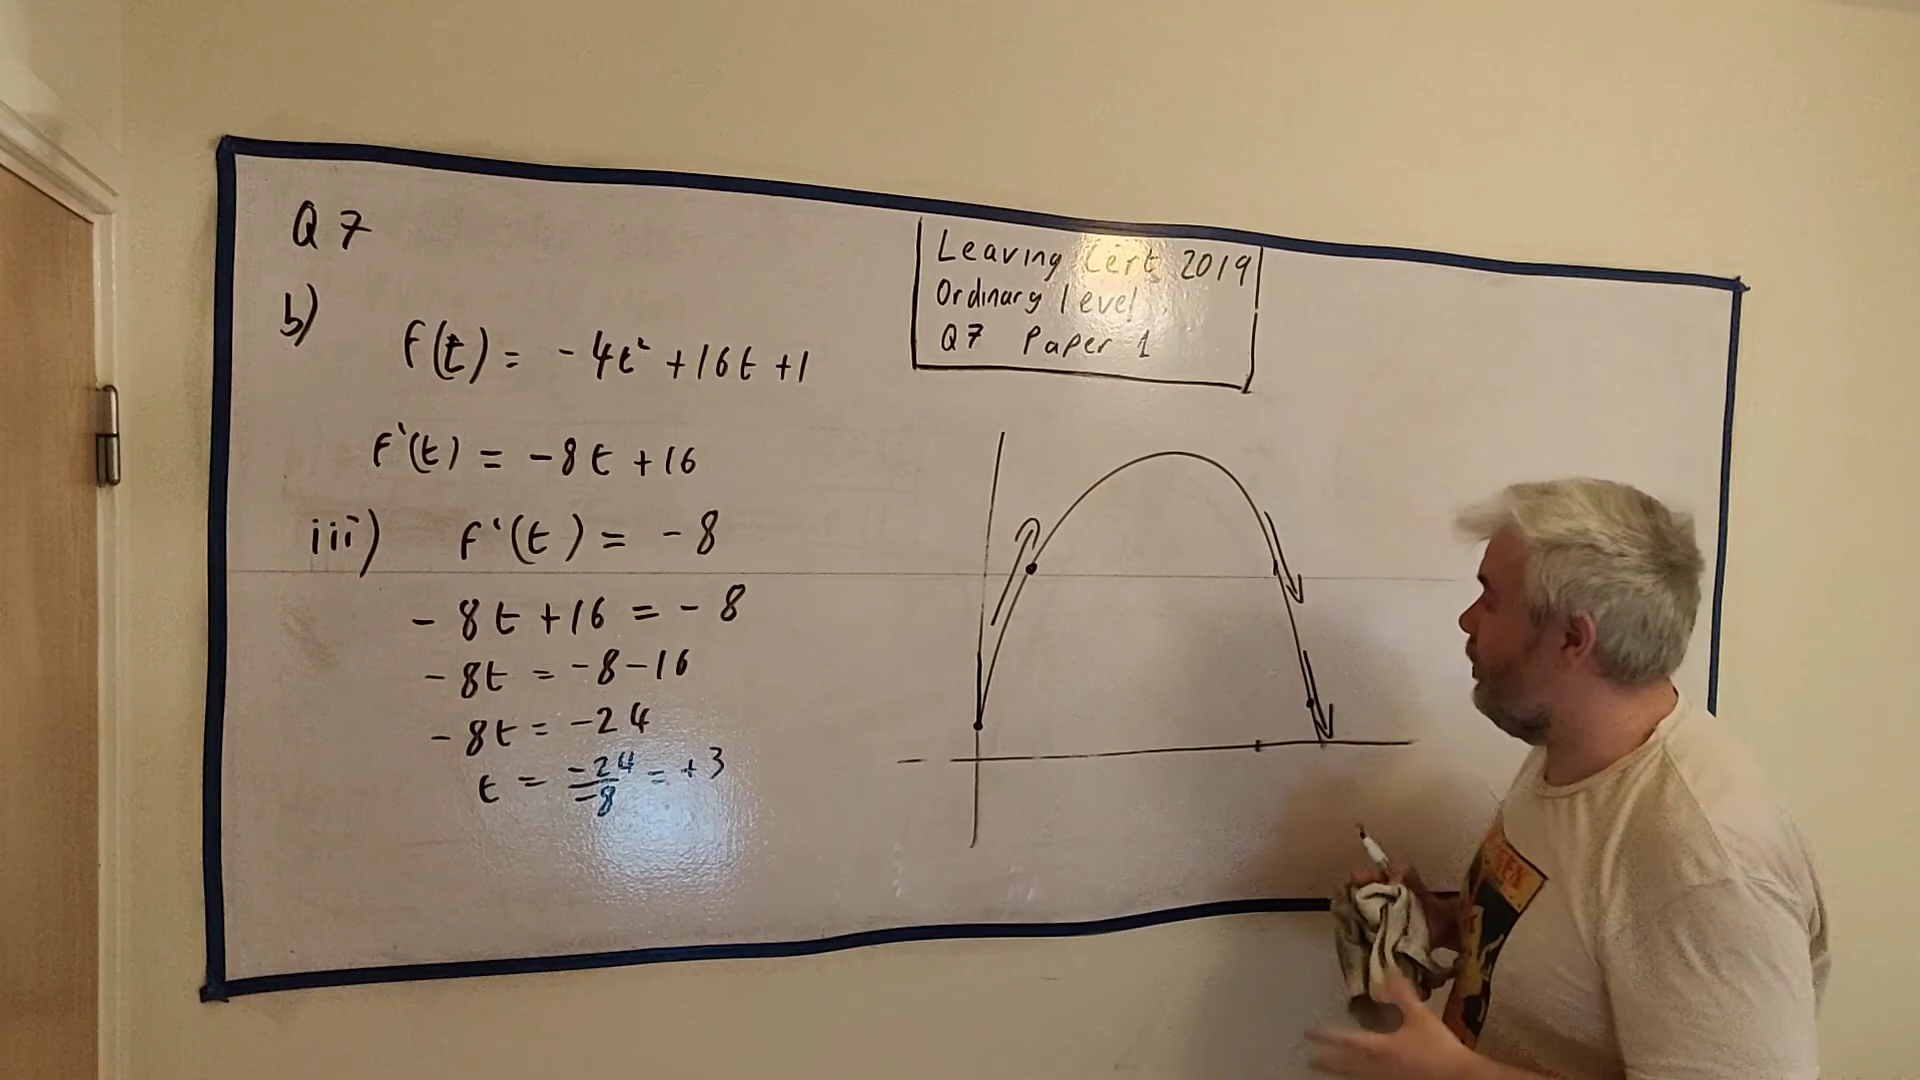 Q7
b)
f(t) = -4t² +16t +1
f'(t) = -8t +16
iii) f'(t) = -8
-8t +16 = -8
-8t = -8-16
-8t = -24
t = -24/-8 = +3
Leaving Cert 2019
Ordinary level.
Q7 Paper 1